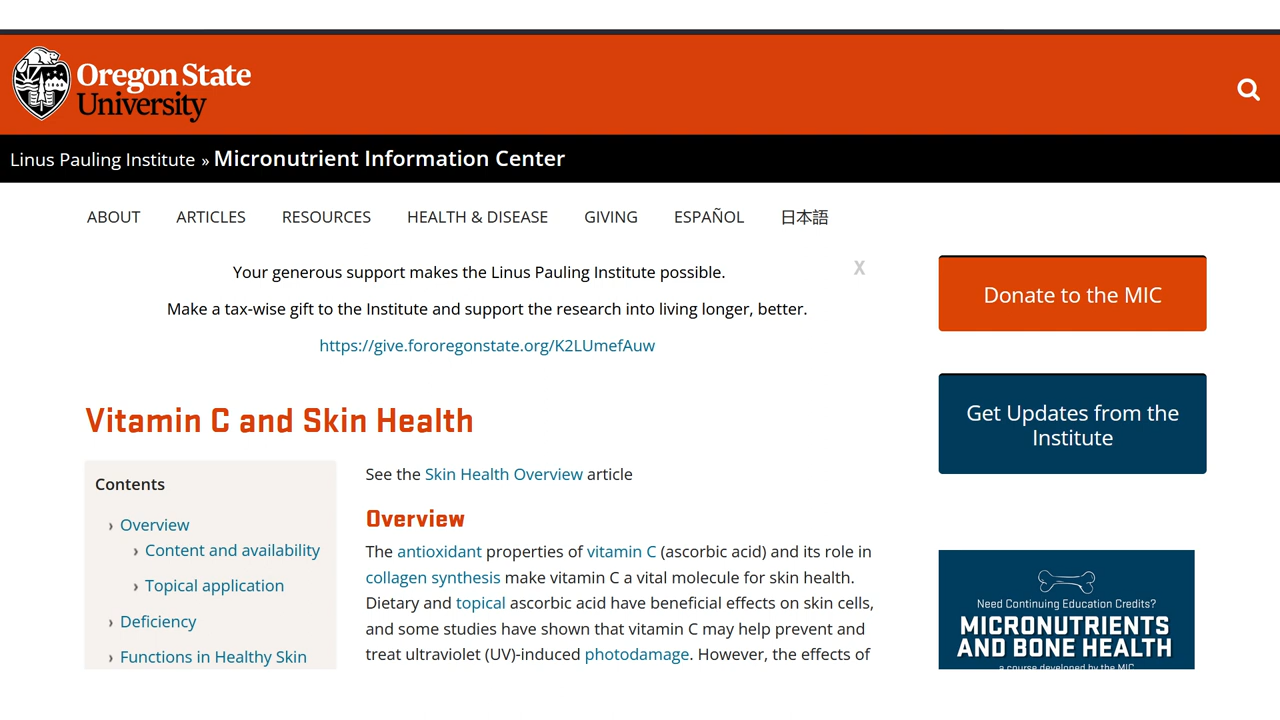 Oregon State
University
Linus Pauling Institute » Micronutrient Information Center
ABOUT ARTICLES RESOURCES HEALTH & DISEASE GIVING ESPAÑOL 日本語
Your generous support makes the Linus Pauling Institute possible.
X
Make a tax-wise gift to the Institute and support the research into living longer, better.
https://give.fororegonstate.org/K2LUmefAuw
Donate to the MIC
Get Updates from the
Institute
Vitamin C and Skin Health
Contents
› Overview
› Content and availability
› Topical application
› Deficiency
› Functions in Healthy Skin
See the Skin Health Overview article
Overview
The antioxidant properties of vitamin C (ascorbic acid) and its role in
collagen synthesis make vitamin C a vital molecule for skin health.
Dietary and topical ascorbic acid have beneficial effects on skin cells,
and some studies have shown that vitamin C may help prevent and
treat ultraviolet (UV)-induced photodamage. However, the effects of
Need Continuing Education Credits?
MICRONUTRIENTS
AND BONE HEALTH
a course developed by the MIC